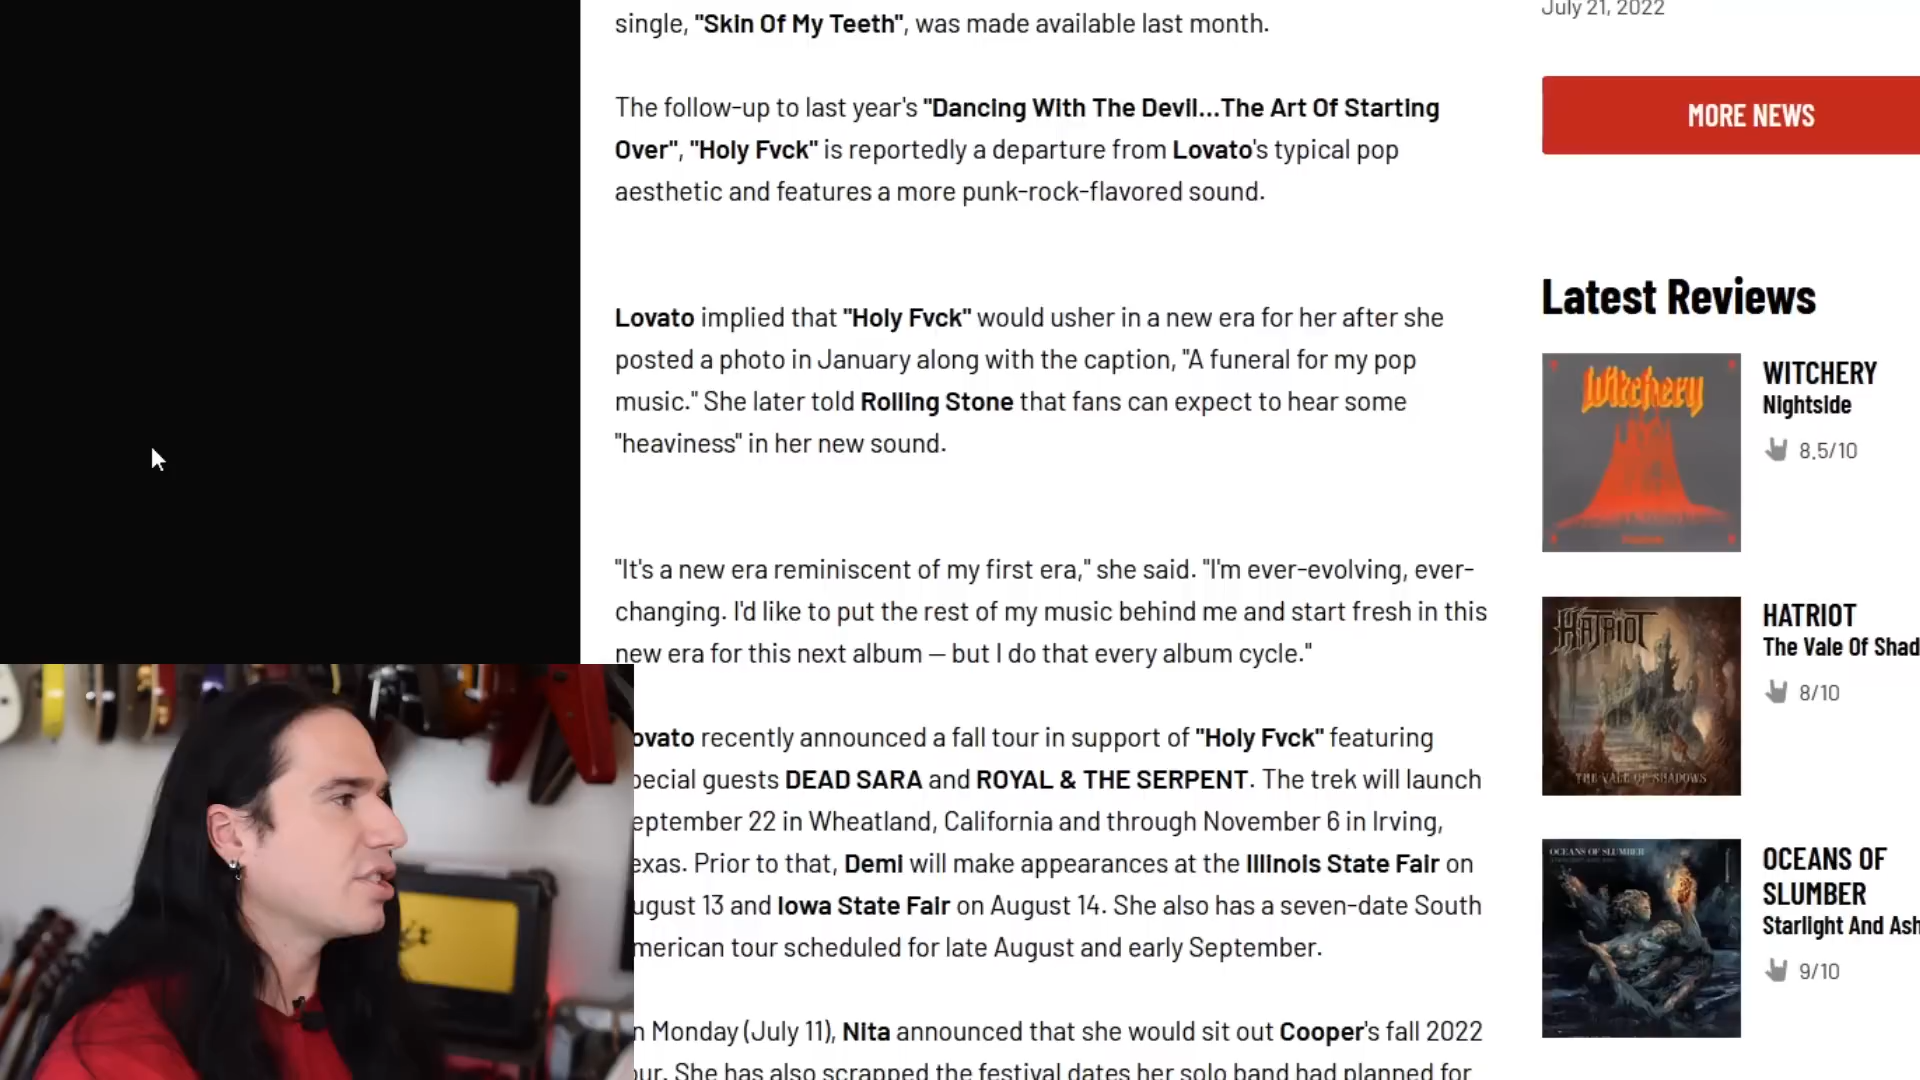 single, "Skin Of My Teeth", was made available last month.
The follow-up to last year's "Dancing With The Devil...The Art Of Starting
Over", "Holy Fvck" is reportedly a departure from Lovato's typical pop
aesthetic and features a more punk-rock-flavored sound.
Lovato implied that "Holy Fvck" would usher in a new era for her after she
posted a photo in January along with the caption, "A funeral for my pop
music." She later told Rolling Stone that fans can expect to hear some
"heaviness" in her new sound.
"It's a new era reminiscent of my first era," she said. "I'm ever-evolving, ever-
changing. I'd like to put the rest of my music behind me and start fresh in this
new era for this next album — but I do that every album cycle."
ovato recently announced a fall tour in support of "Holy Fvck" featuring
pecial guests DEAD SARA and ROYAL & THE SERPENT. The trek will launch
eptember 22 in Wheatland, California and through November 6 in Irving,
exas. Prior to that, Demi will make appearances at the Illinois State Fair on
ugust 13 and Iowa State Fair on August 14. She also has a seven-date South
merican tour scheduled for late August and early September.
n Monday (July 11), Nita announced that she would sit out Cooper's fall 2022
our. She has also scrapped the festival dates her solo band had planned for
July 21, 2022
MORE NEWS
Latest Reviews
Witchery
WITCHERY
Nightside
8.5/10
HATRIOT
THE VALE OF SHADOWS
HATRIOT
The Vale Of Shad
8/10
OCEANS OF SLUMBER
OCEANS OF
SLUMBER
Starlight And Ash
9/10